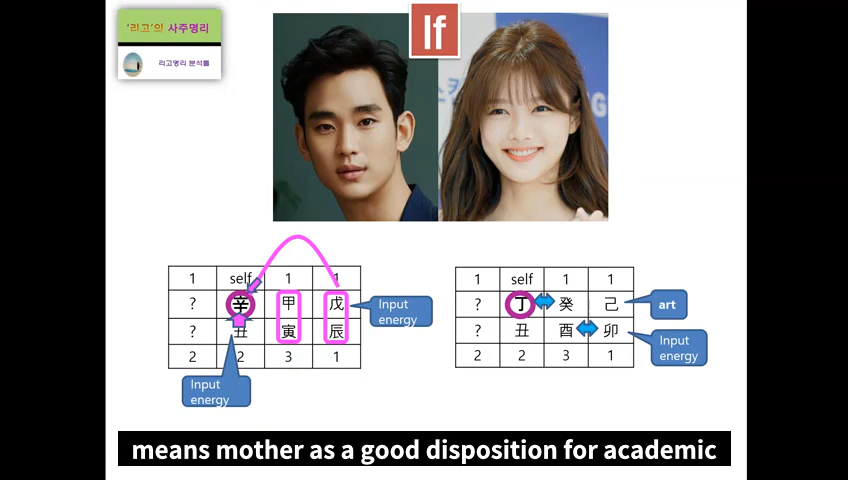 '리고'의 사주명리
리고명리 분석틀
If
1 self 1 1
? 辛 甲 戊
? 丑 寅 辰
2 2 3 1
Input
energy
Input
energy
1 self 1 1
? 丁 癸 己
? 丑 酉 卯
2 2 3 1
art
Input
energy
means mother as a good disposition for academic